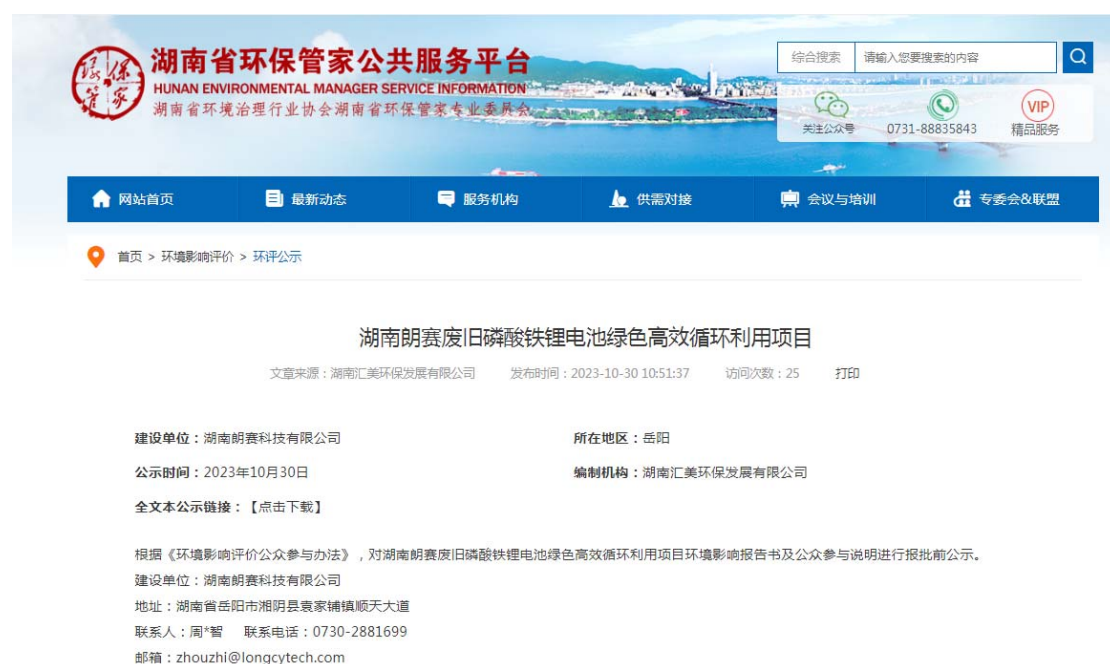 湖南省环保管家公共服务平台
HUNAN ENVIRONMENTAL MANAGER SERVICE INFORMATION
湖南省环境治理行业协会湖南省环保管家专业委员会
环保管家
综合搜索 请输入您要搜索的内容
VIP
关注公众号 0731-88835843 精品服务
网站首页 最新动态 服务机构 供需对接 会议与培训 专委会&联盟
首页 > 环境影响评价 > 环评公示
湖南朗赛废旧磷酸铁锂电池绿色高效循环利用项目
文章来源：湖南汇美环保发展有限公司 发布时间：2023-10-30 10:51:37 访问次数：25 打印
建设单位：湖南朗赛科技有限公司 所在地区：岳阳
公示时间：2023年10月30日 编制机构：湖南汇美环保发展有限公司
全文本公示链接：【点击下载】
根据《环境影响评价公众参与办法》，对湖南朗赛废旧磷酸铁锂电池绿色高效循环利用项目环境影响报告书及公众参与说明进行报批前公示。
建设单位：湖南朗赛科技有限公司
地址：湖南省岳阳市湘阴县袁家铺镇顺天大道
联系人：周*智 联系电话：0730-2881699
邮箱：zhouzhi@longcytech.com